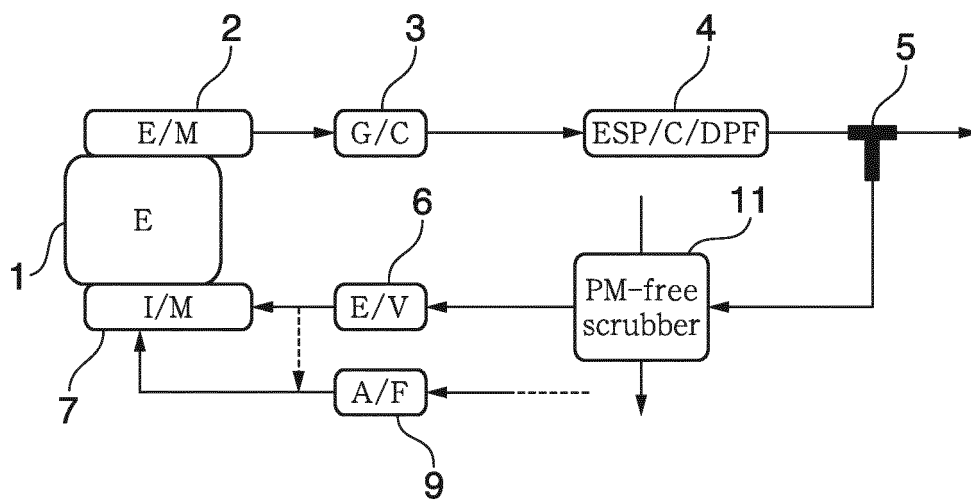 2
3
4
5
E/M
G/C
ESP/C/DPF
E
6
11
1
I/M
E/V
PM-free
scrubber
7
A/F
9